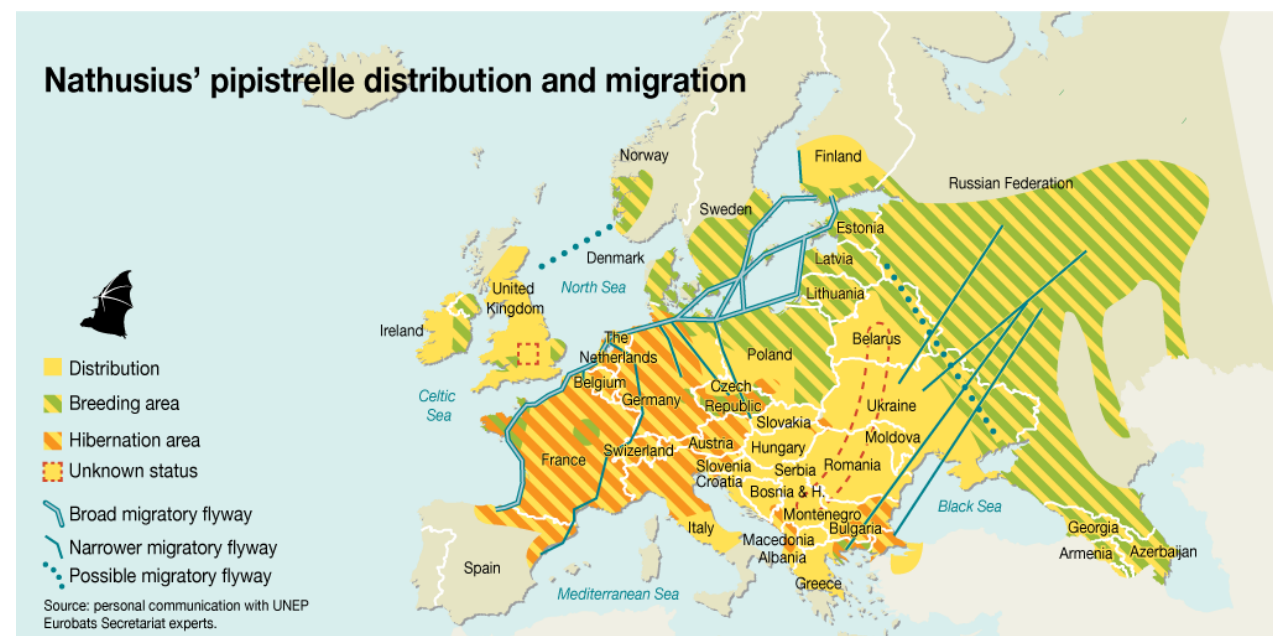 Nathusius' pipistrelle distribution and migration
Norway
Finland
Russian Federation
Sweden
Estonia
Denmark
Latvia
North Sea
United
Kingdom
Lithuania
Ireland
The
Netherlands
Belarus
Poland
Belgium
Czech
Republic
Germany
Celtic
Sea
Ukraine
Slovakia
Moldova
Austria
Swizerland
Hungary
France
Slovenia
Serbia
Romania
Croatia
Bosnia & H.
Black Sea
Montenegro
Bulgaria
Italy
Georgia
Macedonia
Armenia
Azerbaijan
Albania
Spain
Greece
Mediterranean Sea
Distribution
Breeding area
Hibernation area
Unknown status
Broad migratory flyway
Narrower migratory flyway
Possible migratory flyway
Source: personal communication with UNEP
Eurobats Secretariat experts.